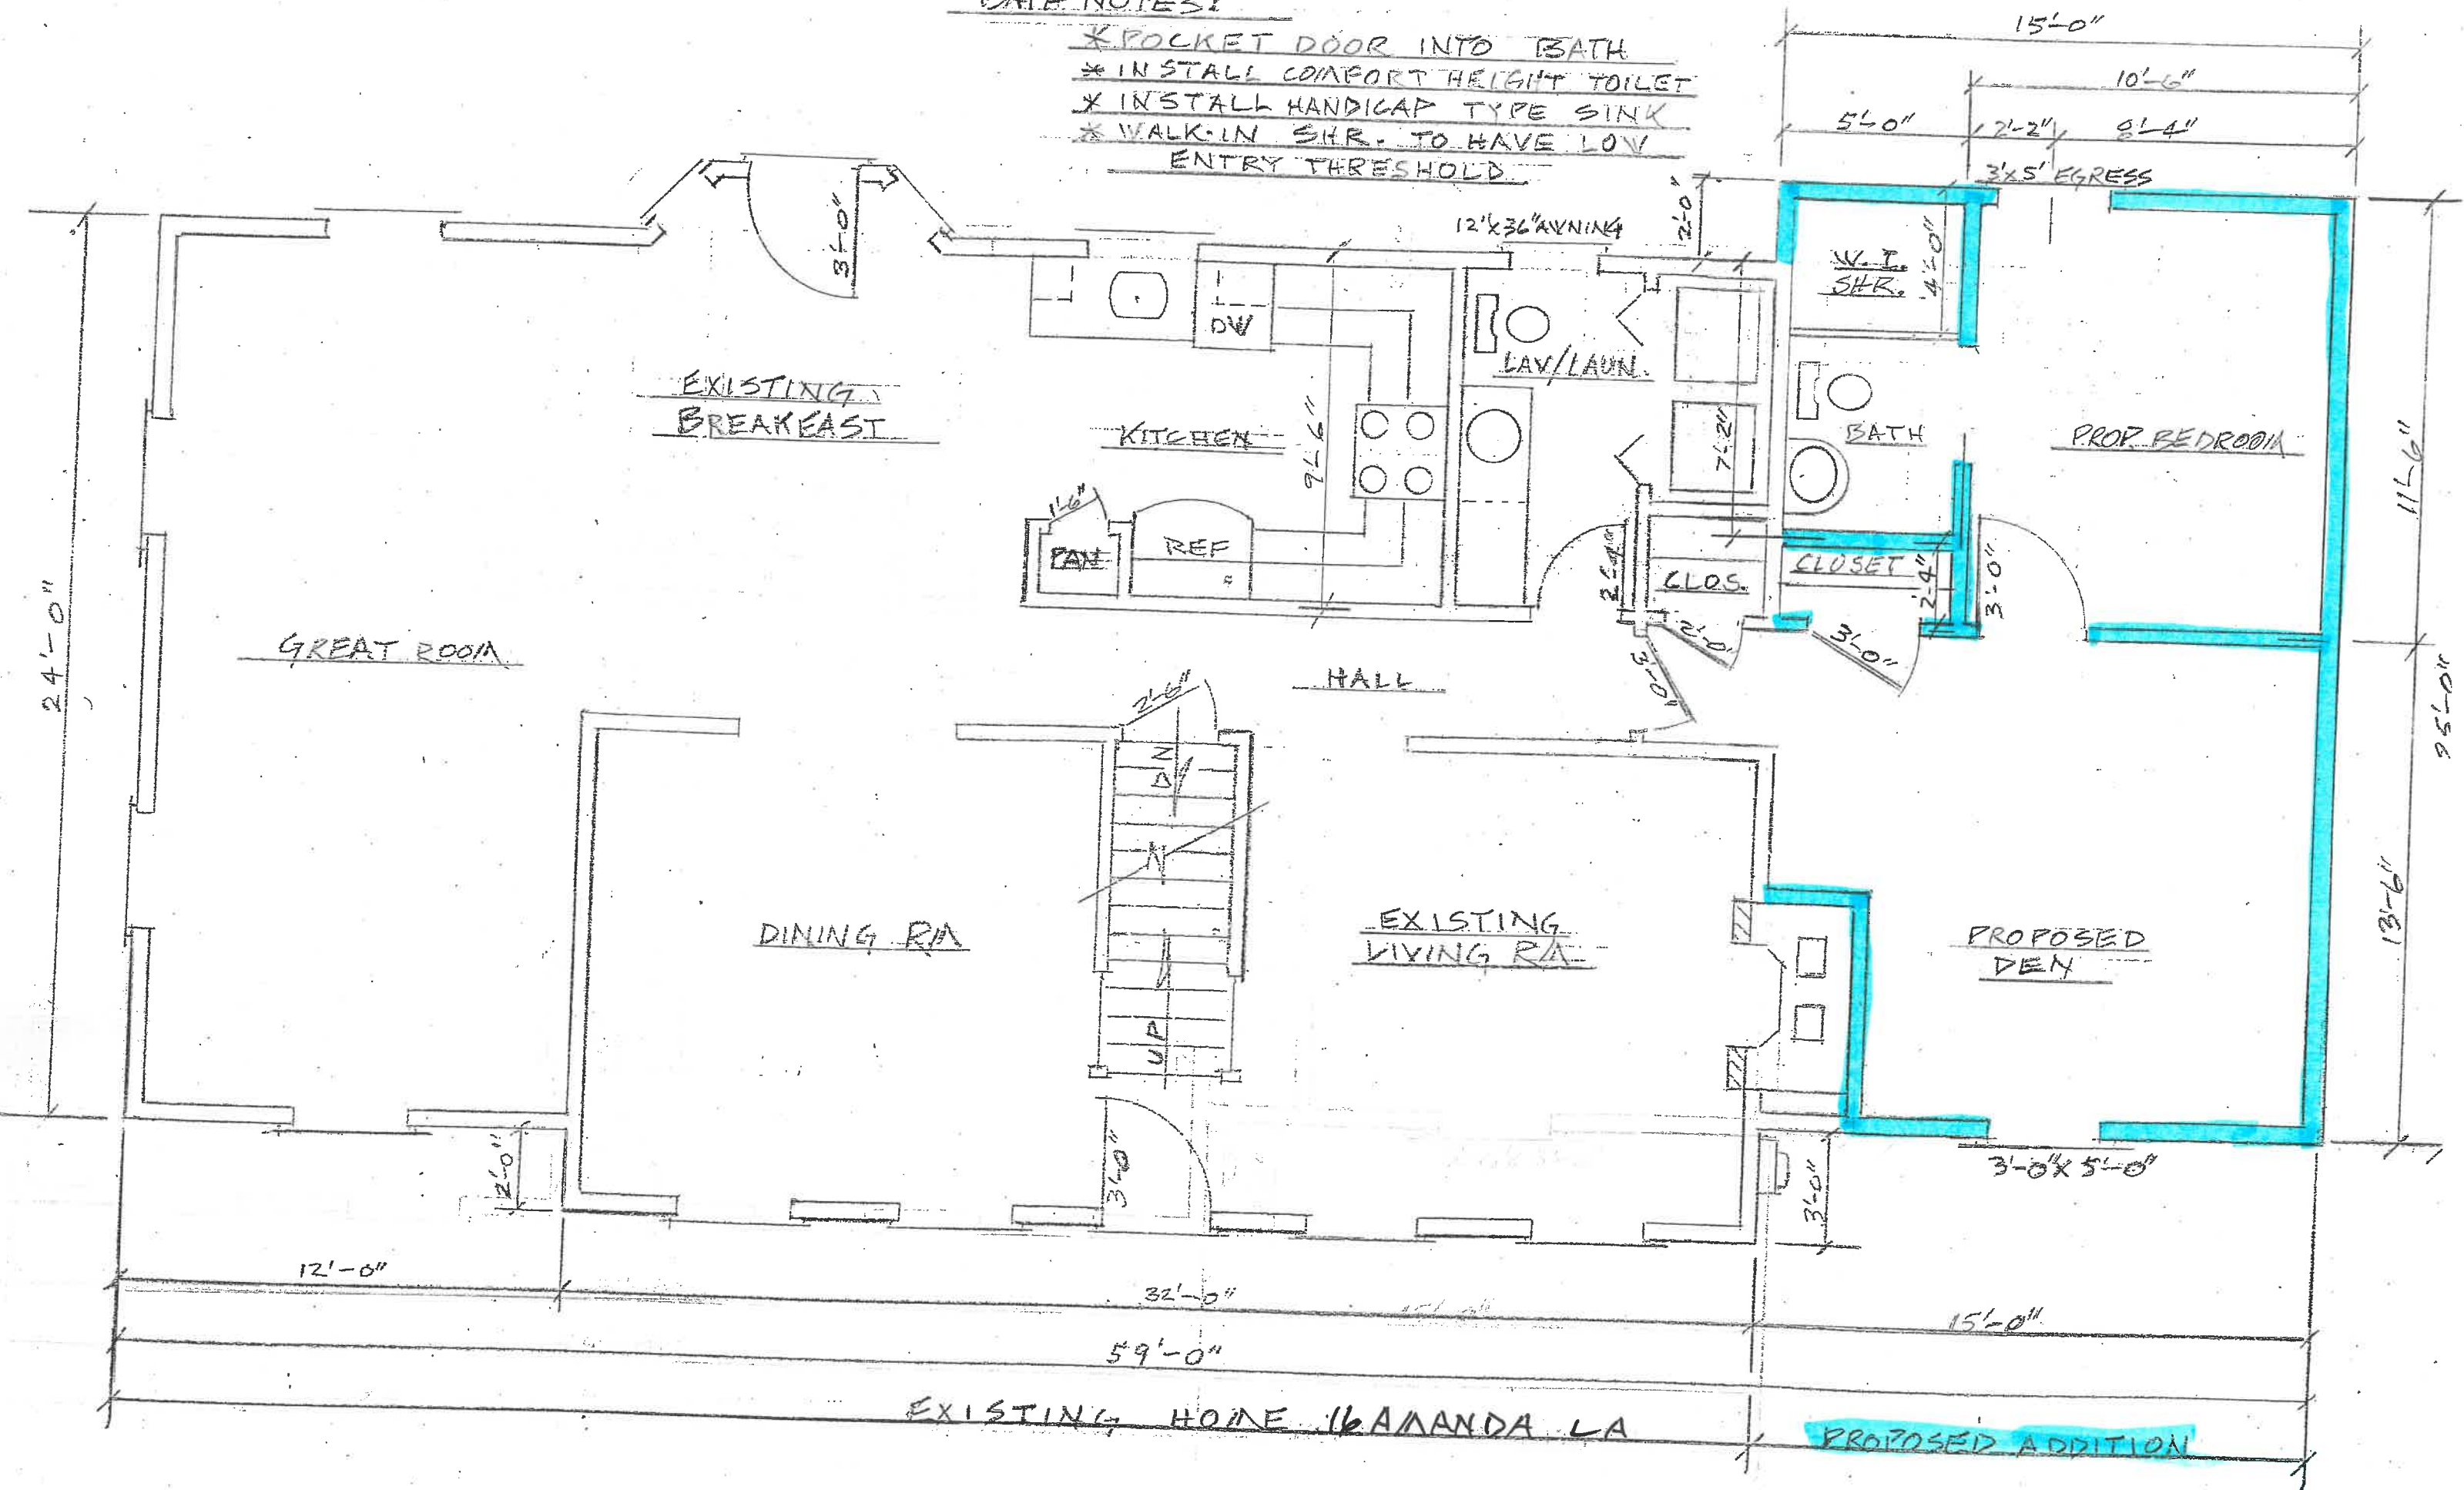 BATH NOTES:
* POCKET DOOR INTO BATH
* INSTALL COMFORT HEIGHT TOILET
* INSTALL HANDICAP TYPE SINK
* WALK-IN SHR. TO HAVE LOW
ENTRY THRESHOLD
15'-0"
10'-6"
5'-0"
2'-2"
8'-4"
3'X5' EGRESS
2'-0"
12"X36" AWNING
3'-0"
W.I.
SHR.
4'-0"
DW
LAV/LAUN.
EXISTING
BREAKFAST
KITCHEN
9'-6"
7'-2"
BATH
PROP. BEDROOM
11'-6"
1'-6"
PAN
REF
CLOS.
CLOSET
2'-4"
3'-0"
24'-0"
GREAT ROOM
2'-0"
3'-0"
3'-0"
HALL
2'-6"
25'-0"
DN
DINING RM
EXISTING
LIVING RM
PROPOSED
DEN
13'-6"
UP
2'-0"
3'-0"
3'-0"
3'-0" X 5'-0"
12'-0"
32'-0"
15'-0"
59'-0"
EXISTING HOME 16 AMANDA LA
PROPOSED ADDITION